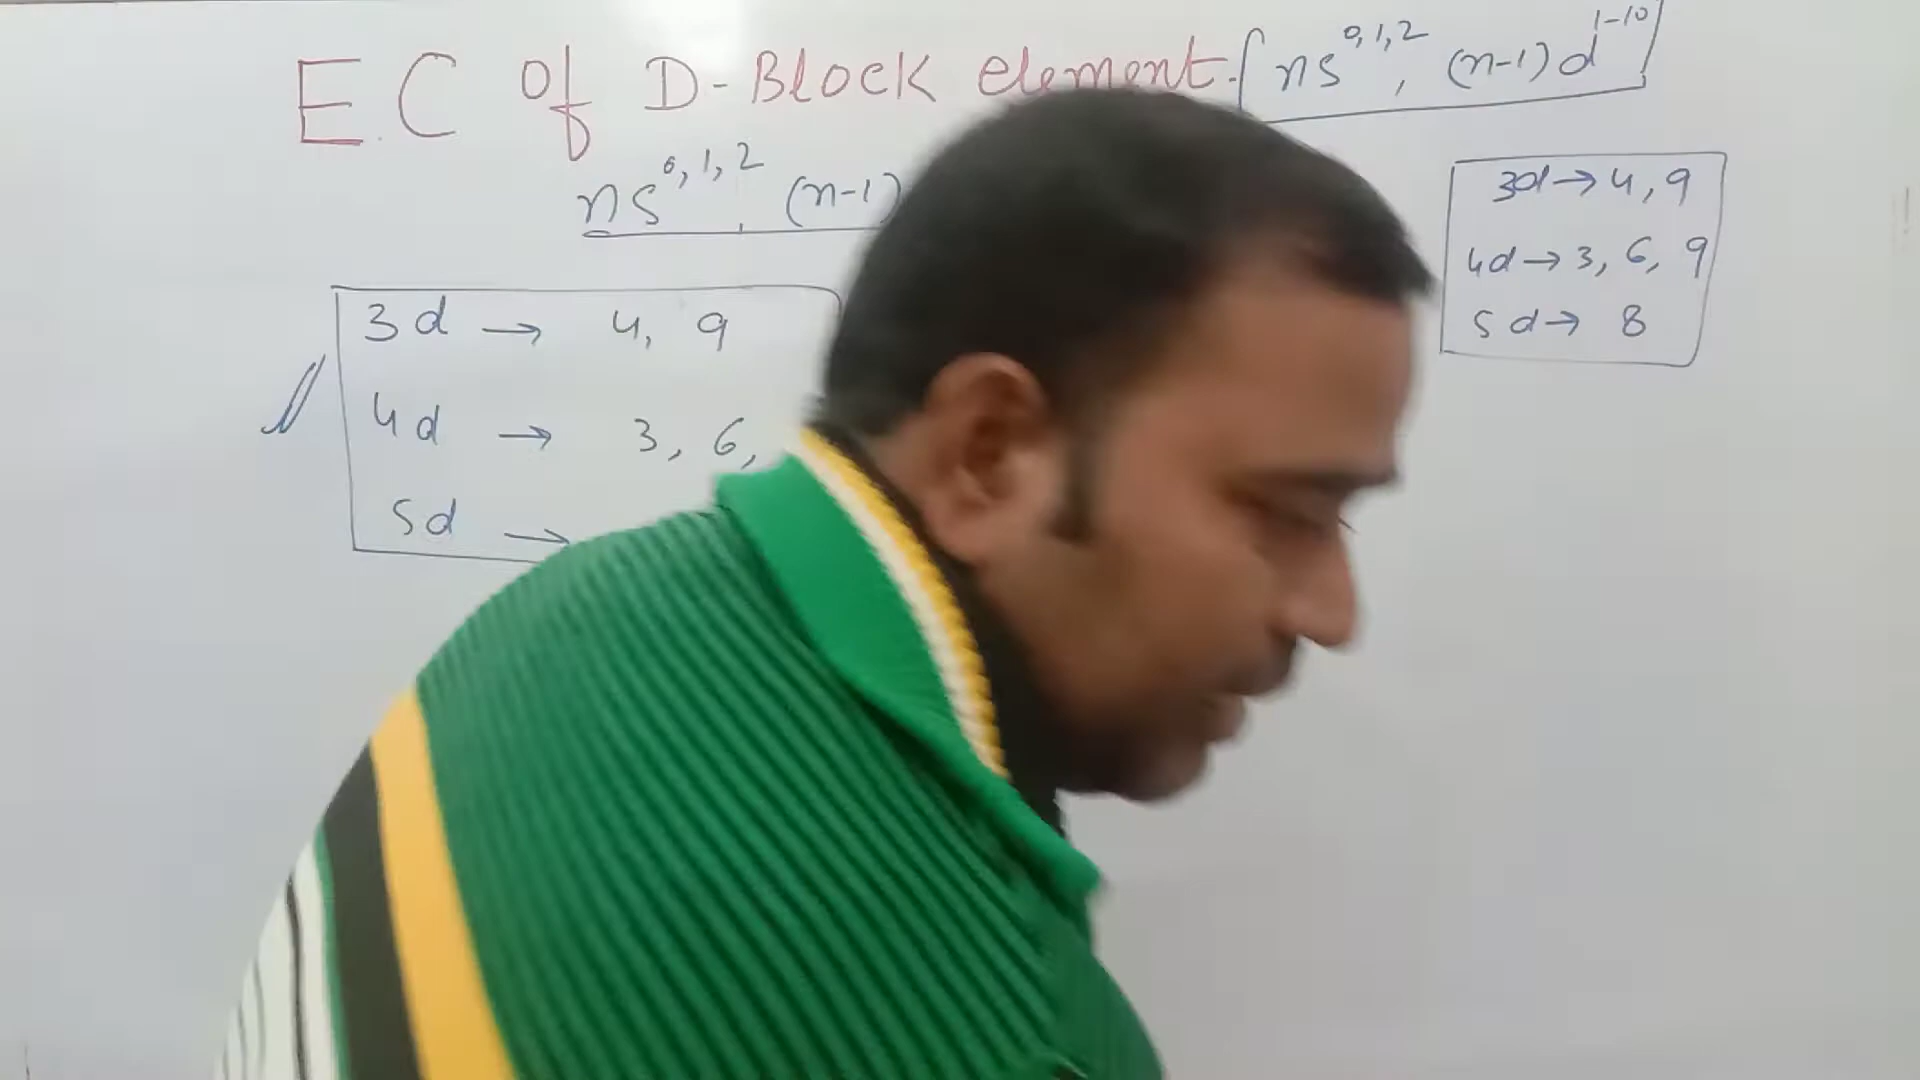 E.C Of D-Block element. ns^0,1,2, (n-1)d^1-10
ns^0,1,2, (n-1)
3d → 4, 9
4d → 3, 6,
5d →
3d → 4, 9
4d → 3, 6, 9
5d → 8